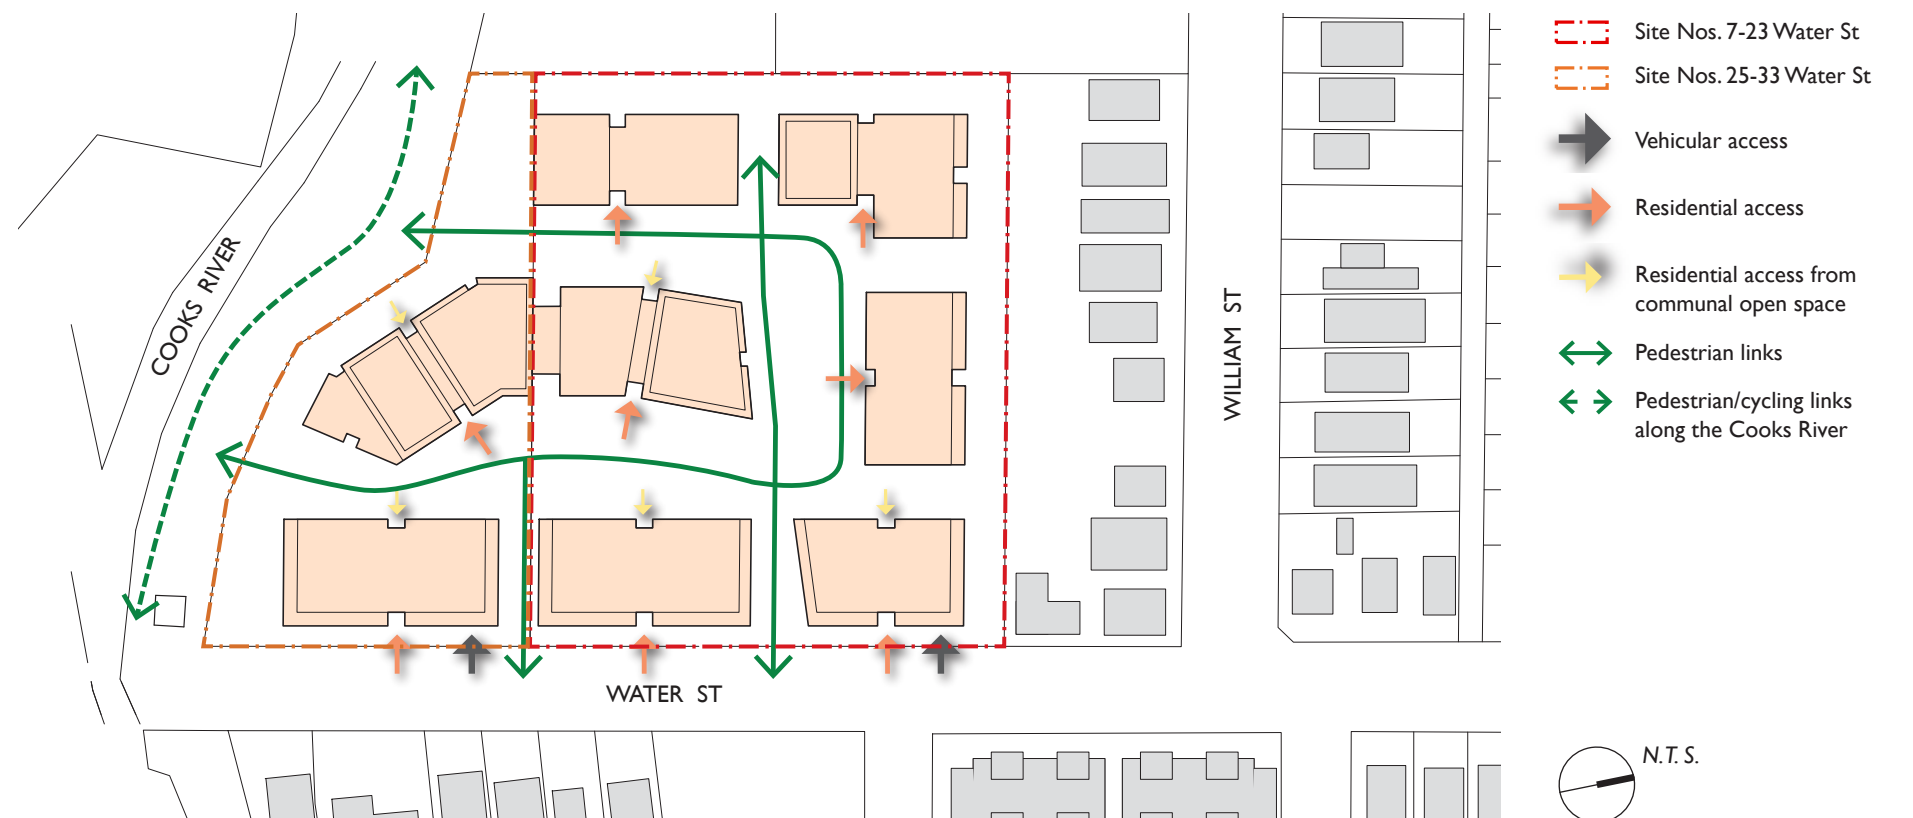 Site Nos. 7-23 Water St
Site Nos. 25-33 Water St
Vehicular access
Residential access
Residential access from
communal open space
Pedestrian links
Pedestrian/cycling links
along the Cooks River
COOKS RIVER
WILLIAM ST
WATER ST
N.T.S.